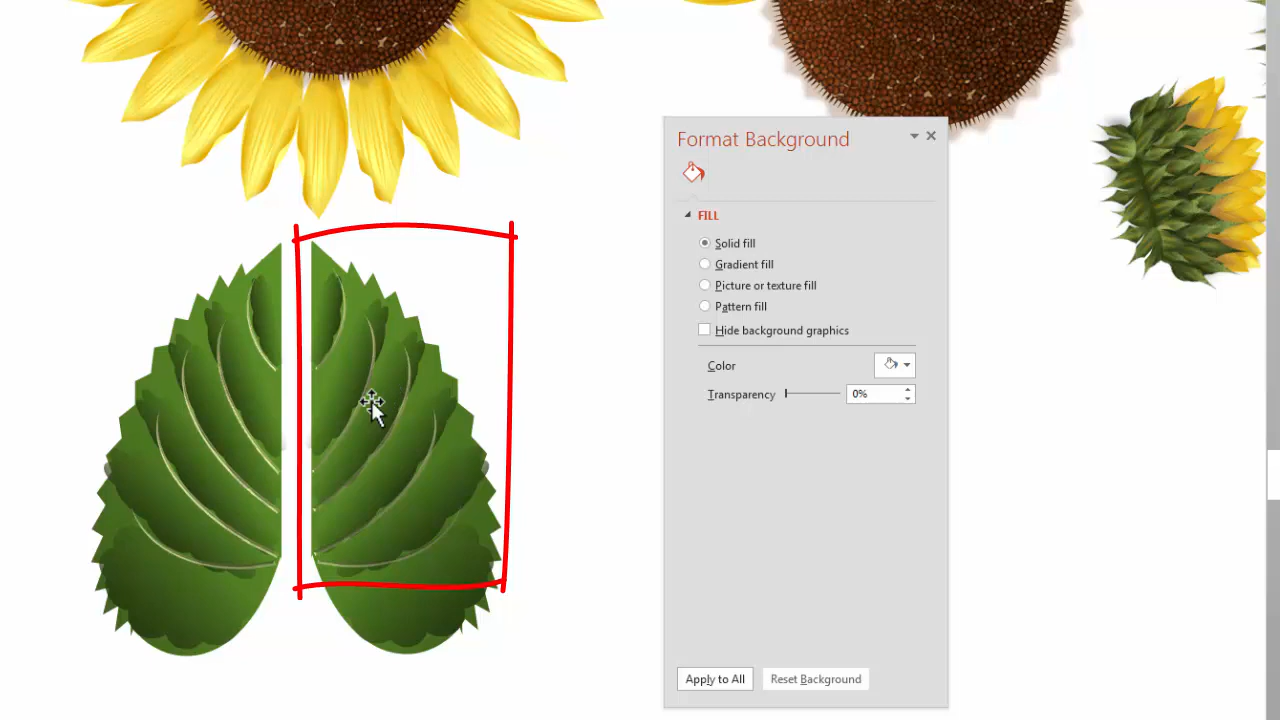 Format Background
FILL
Solid fill
Gradient fill
Picture or texture fill
Pattern fill
Hide background graphics
Color
Transparency 0%
Apply to All Reset Background